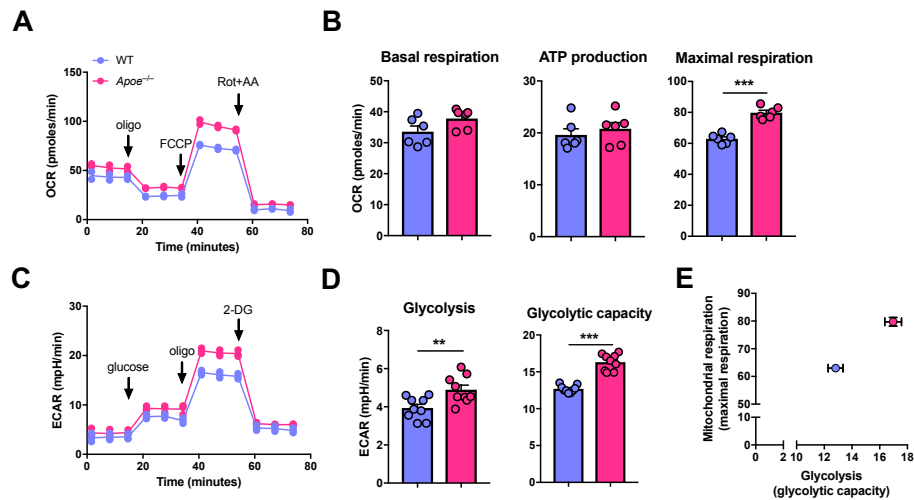 A
WT
Apoe–/–
OCR (pmoles/min)
150
100
50
0
oligo
FCCP
Rot+AA
0 20 40 60 80
Time (minutes)
B
Basal respiration
OCR (pmoles/min)
50
40
30
20
10
0
ATP production
30
20
10
0
Maximal respiration
100
80
60
40
20
0
***
C
ECAR (mpH/min)
30
20
10
0
glucose
oligo
2-DG
0 20 40 60 80
Time (minutes)
D
Glycolysis
ECAR (mpH/min)
8
6
4
2
0
**
Glycolytic capacity
25
20
15
10
5
0
***
E
Mitochondrial respiration
(maximal respiration)
90
80
70
60
50
10
0
0 2 10 12 14 16 18
Glycolysis
(glycolytic capacity)